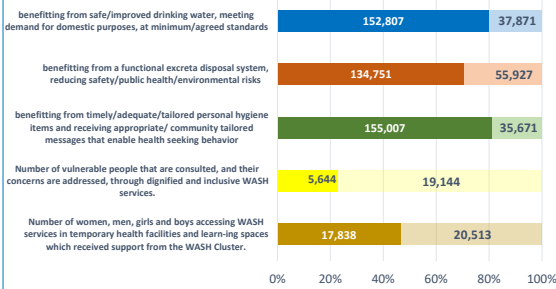 benefitting from safe/improved drinking water, meeting
demand for domestic purposes, at minimum/agreed standards
152,807 37,871
benefitting from a functional excreta disposal system,
reducing safety/public health/environmental risks
134,751 55,927
benefitting from timely/adequate/tailored personal hygiene
items and receiving appropriate/ community tailored
messages that enable health seeking behavior
155,007 35,671
Number of vulnerable people that are consulted, and their
concerns are addressed, through dignified and inclusive WASH
services.
5,644 19,144
Number of women, men, girls and boys accessing WASH
services in temporary health facilities and learn-ing spaces
which received support from the WASH Cluster.
17,838 20,513
0% 20% 40% 60% 80% 100%